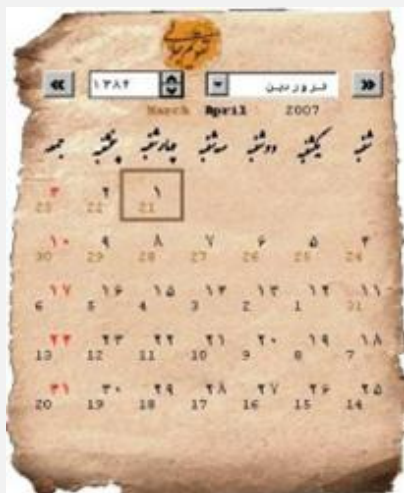 » فروردین ۱۳۸۶ «
March April 2007
شنبه یکشنبه دوشنبه سه‌شنبه چهارشنبه پنجشنبه جمعه
۱ ۲ ۳
21 22 23
۴ ۵ ۶ ۷ ۸ ۹ ۱۰
24 25 26 27 28 29 30
۱۱ ۱۲ ۱۳ ۱۴ ۱۵ ۱۶ ۱۷
31 1 2 3 4 5 6
۱۸ ۱۹ ۲۰ ۲۱ ۲۲ ۲۳ ۲۴
7 8 9 10 11 12 13
۲۵ ۲۶ ۲۷ ۲۸ ۲۹ ۳۰ ۳۱
14 15 16 17 18 19 20